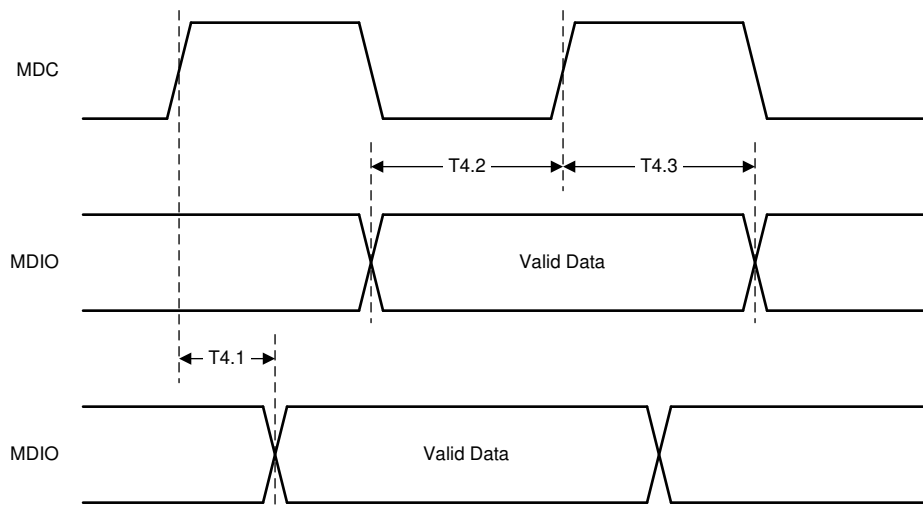 MDC
T4.2
T4.3
MDIO
Valid Data
T4.1
MDIO
Valid Data